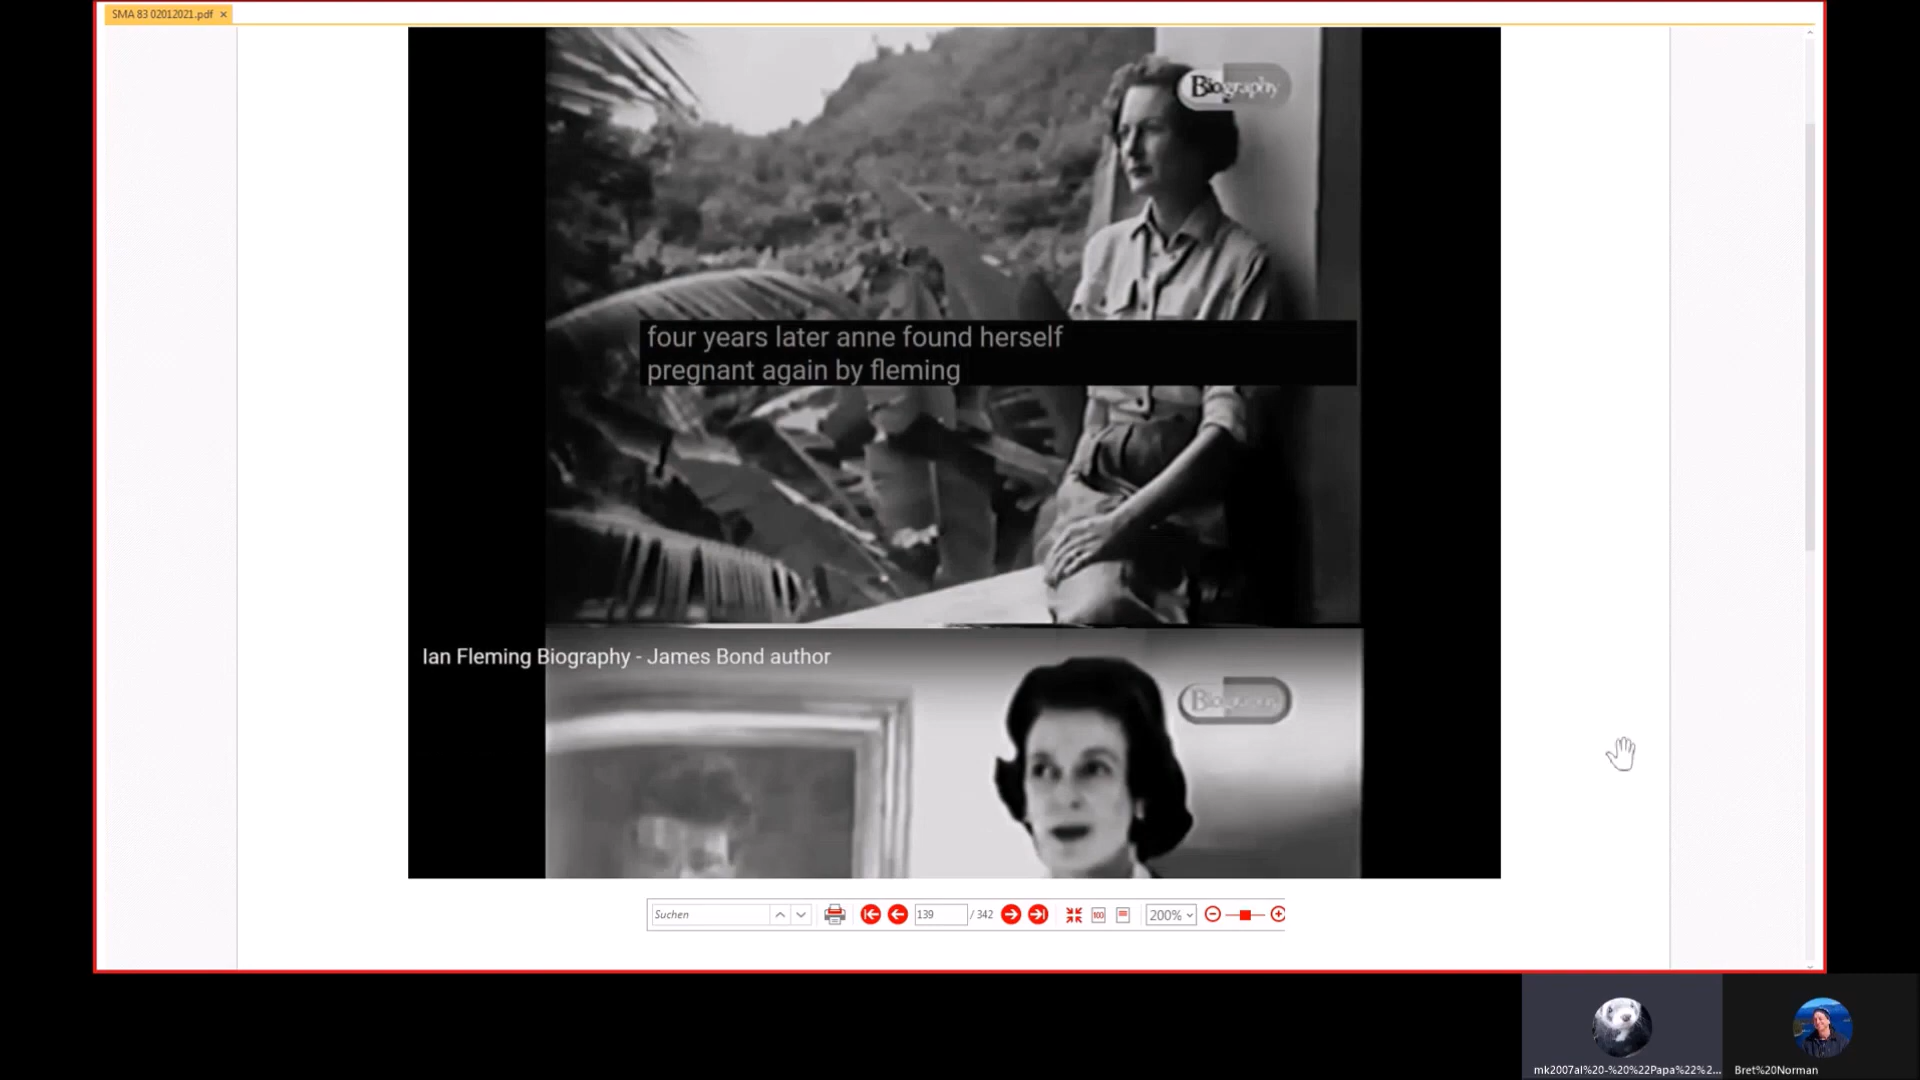 SMA 83 02012021.pdf
Biography
four years later anne found herself
pregnant again by fleming
Ian Fleming Biography - James Bond author
Biography
Suchen
139 / 342
200%
mk2007al%20-%20%22Papa%22%2...
Bret%20Norman